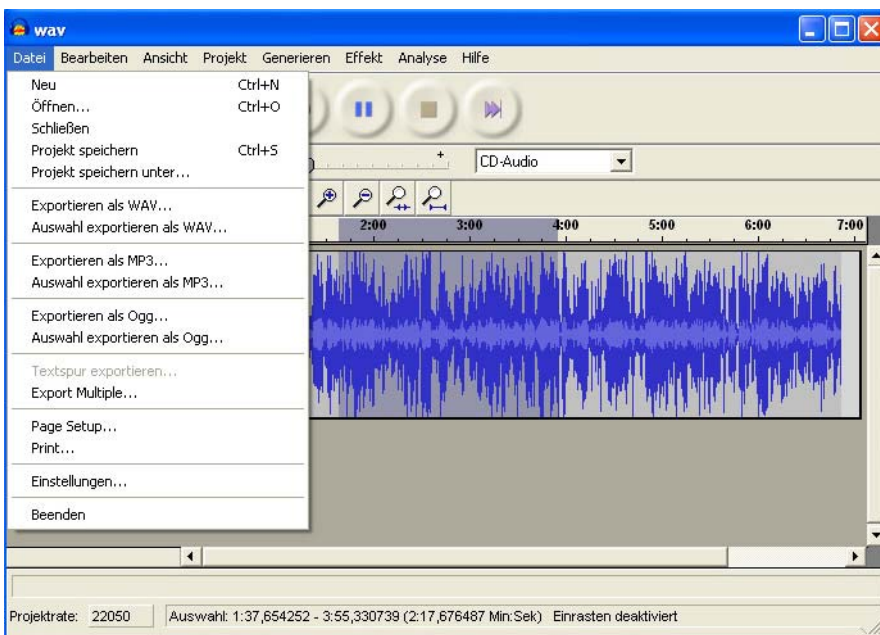 wav
Datei Bearbeiten Ansicht Projekt Generieren Effekt Analyse Hilfe
Neu Ctrl+N
Öffnen... Ctrl+O
Schließen
Projekt speichern Ctrl+S
Projekt speichern unter...
Exportieren als WAV...
Auswahl exportieren als WAV...
Exportieren als MP3...
Auswahl exportieren als MP3...
Exportieren als Ogg...
Auswahl exportieren als Ogg...
Textspur exportieren...
Export Multiple...
Page Setup...
Print...
Einstellungen...
Beenden
+
CD-Audio
2:00 3:00 4:00 5:00 6:00 7:00
Projektrate: 22050 Auswahl: 1:37,654252 - 3:55,330739 (2:17,676487 Min:Sek) Einrasten deaktiviert